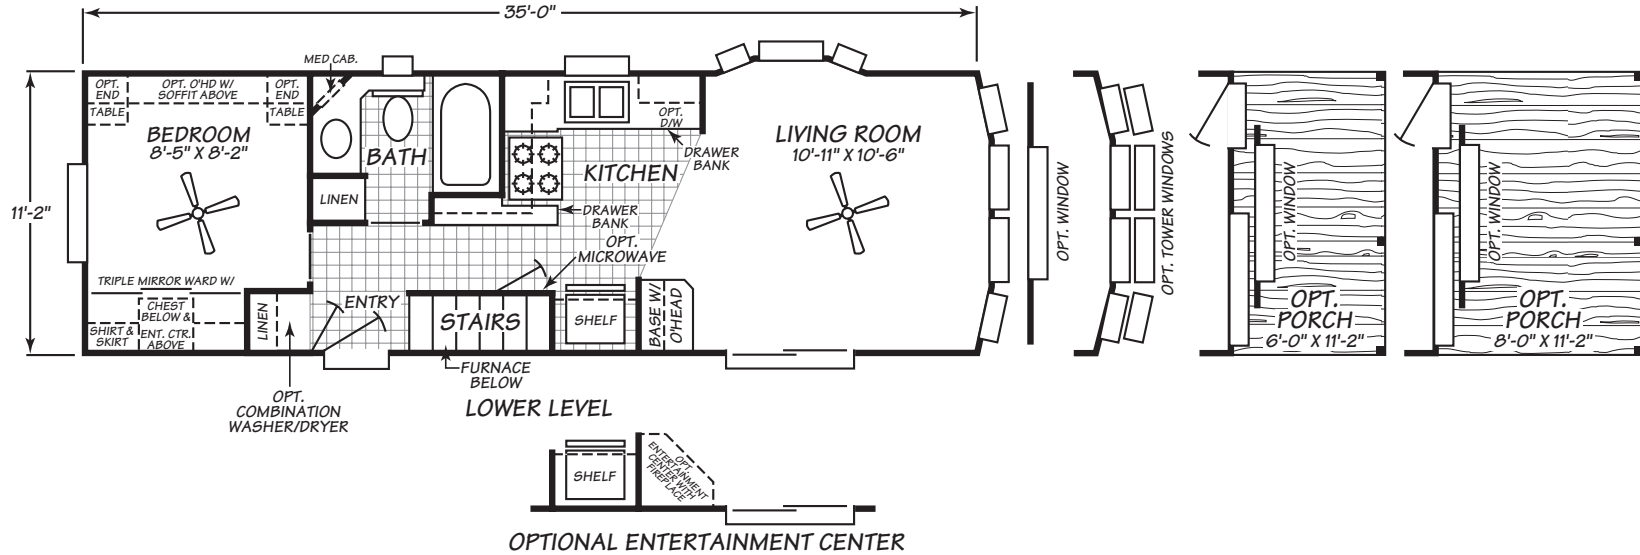 35'-0"
11'-2"
MED CAB.
OPT.
END
TABLE
OPT. O'HD W/
SOFFIT ABOVE
OPT.
END
TABLE
BEDROOM
8'-5" X 8'-2"
BATH
LINEN
OPT.
D/W
DRAWER
BANK
KITCHEN
DRAWER
BANK
OPT.
MICROWAVE
LIVING ROOM
10'-11" X 10'-6"
TRIPLE MIRROR WARD W/
CHEST
BELOW &
ENT. CTR.
ABOVE
SHIRT &
SKIRT
LINEN
ENTRY
STAIRS
SHELF
BASE W/
O'HEAD
OPT.
COMBINATION
WASHER/DRYER
FURNACE
BELOW
LOWER LEVEL
OPT. WINDOW
OPT. TOWER WINDOWS
OPT. WINDOW
OPT.
PORCH
6'-0" X 11'-2"
OPT. WINDOW
OPT.
PORCH
8'-0" X 11'-2"
SHELF
OPT.
ENTERTAINMENT
CENTER WITH
FIREPLACE
OPTIONAL ENTERTAINMENT CENTER